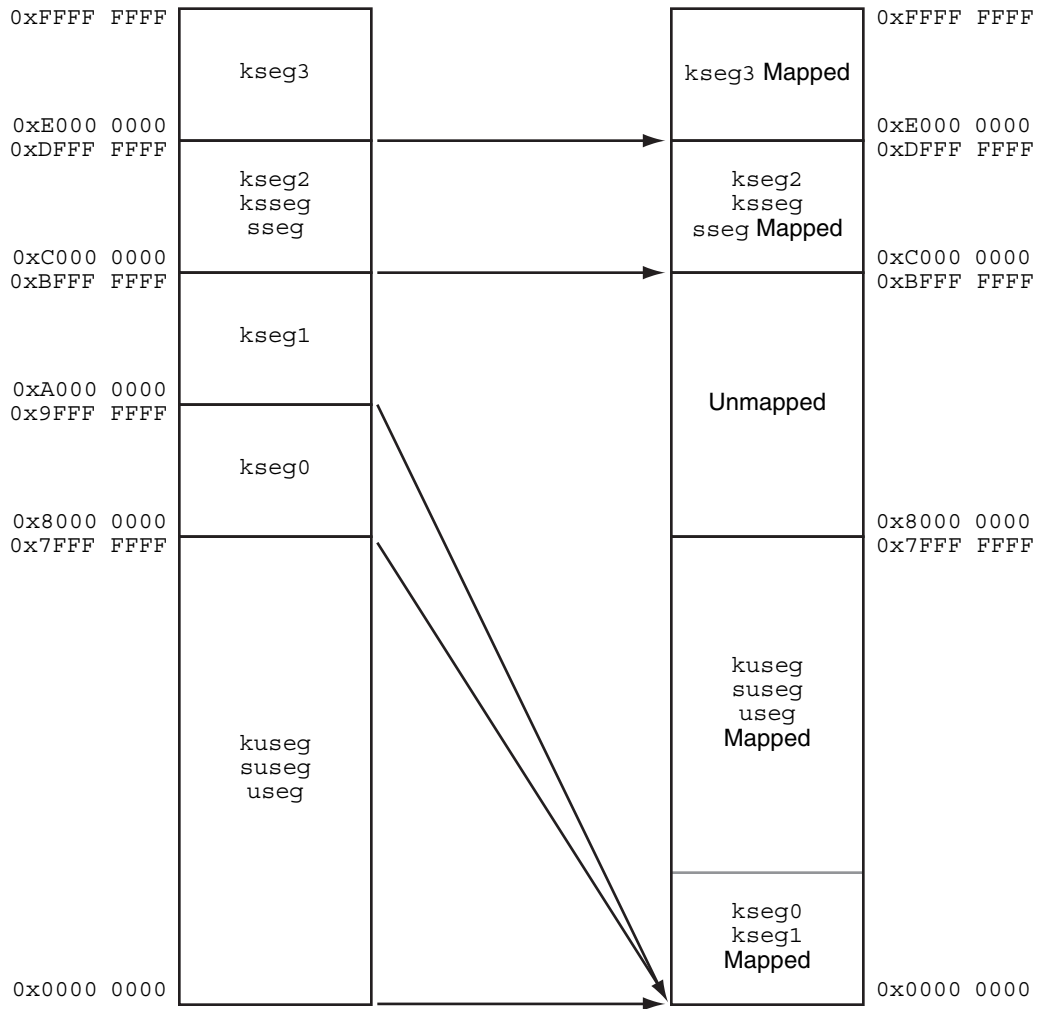 0xFFFF FFFF
kseg3
0xE000 0000
0xDFFF FFFF
kseg2
ksseg
sseg
0xC000 0000
0xBFFF FFFF
kseg1
0xA000 0000
0x9FFF FFFF
kseg0
0x8000 0000
0x7FFF FFFF
kuseg
suseg
useg
0x0000 0000
0xFFFF FFFF
kseg3 Mapped
0xE000 0000
0xDFFF FFFF
kseg2
ksseg
sseg Mapped
0xC000 0000
0xBFFF FFFF
Unmapped
0x8000 0000
0x7FFF FFFF
kuseg
suseg
useg
Mapped
kseg0
kseg1
Mapped
0x0000 0000